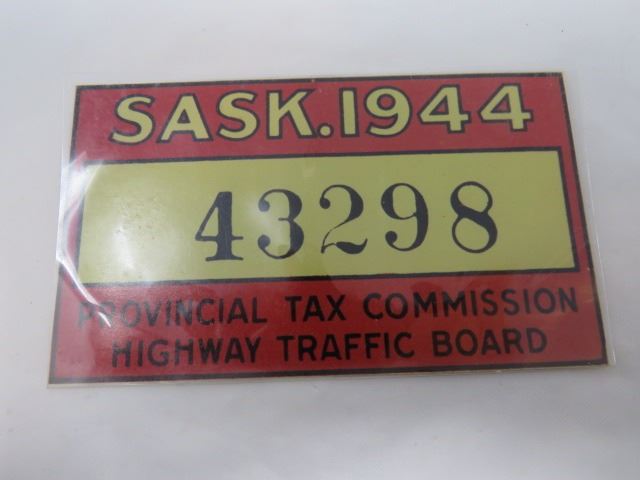 SASK.1944
43298
PROVINCIAL TAX COMMISSION
HIGHWAY TRAFFIC BOARD